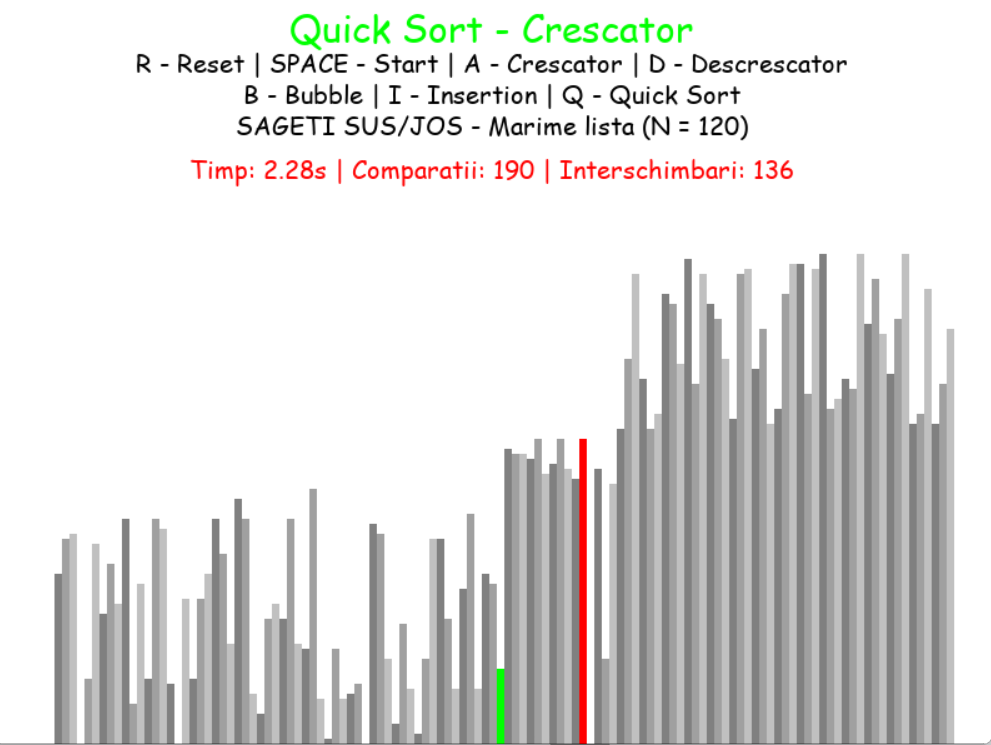 Quick Sort - Crescator
R - Reset | SPACE - Start | A - Crescator | D - Descrescator
B - Bubble | I - Insertion | Q - Quick Sort
SAGETI SUS/JOS - Marime lista (N = 120)
Timp: 2.28s | Comparatii: 190 | Interschimbari: 136